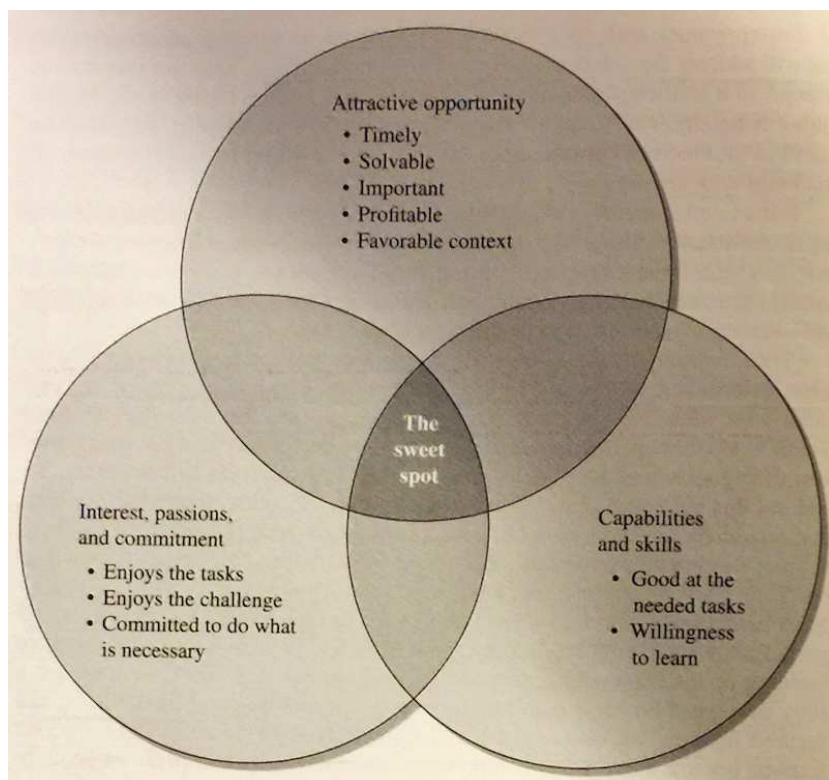 Attractive opportunity
• Timely
• Solvable
• Important
• Profitable
• Favorable context
The
sweet
spot
Interest, passions,
and commitment
• Enjoys the tasks
• Enjoys the challenge
• Committed to do what
is necessary
Capabilities
and skills
• Good at the
needed tasks
• Willingness
to learn